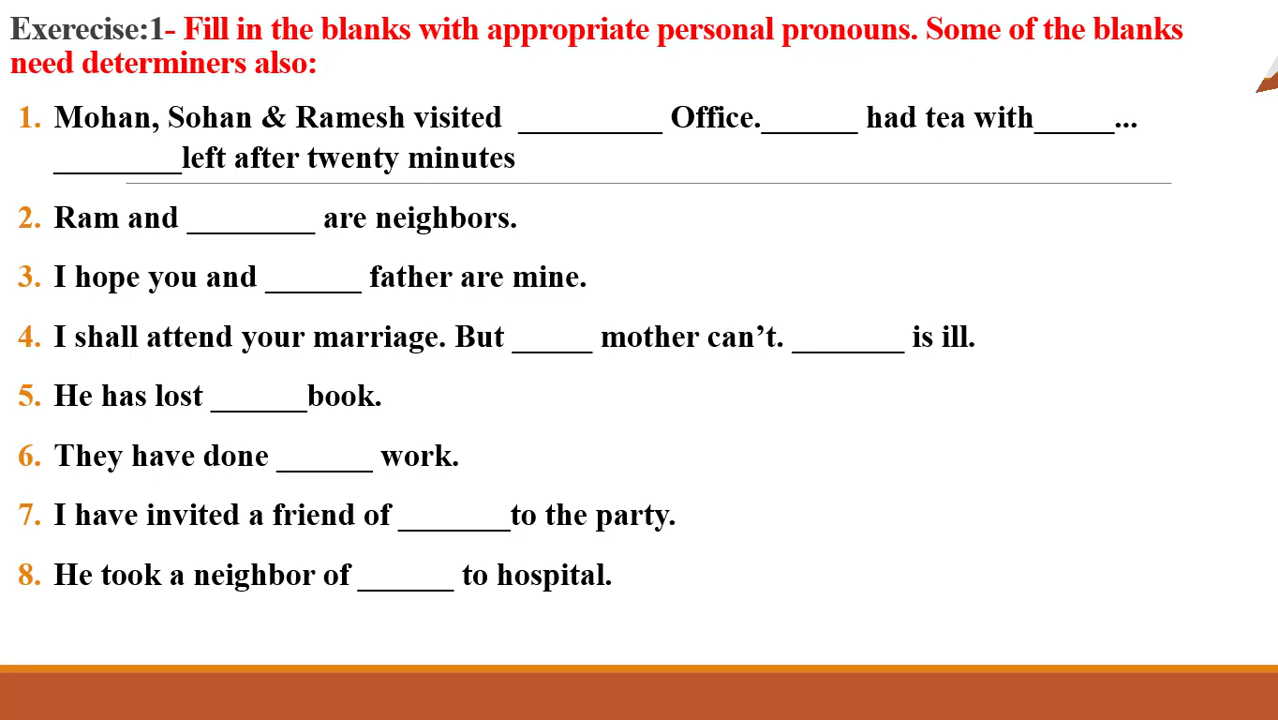 Exerecise:1- Fill in the blanks with appropriate personal pronouns. Some of the blanks
need determiners also:
1. Mohan, Sohan & Ramesh visited _________ Office.______ had tea with_____...
________left after twenty minutes
2. Ram and ________ are neighbors.
3. I hope you and ______ father are mine.
4. I shall attend your marriage. But _____ mother can’t. _______ is ill.
5. He has lost ______book.
6. They have done ______ work.
7. I have invited a friend of _______to the party.
8. He took a neighbor of ______ to hospital.